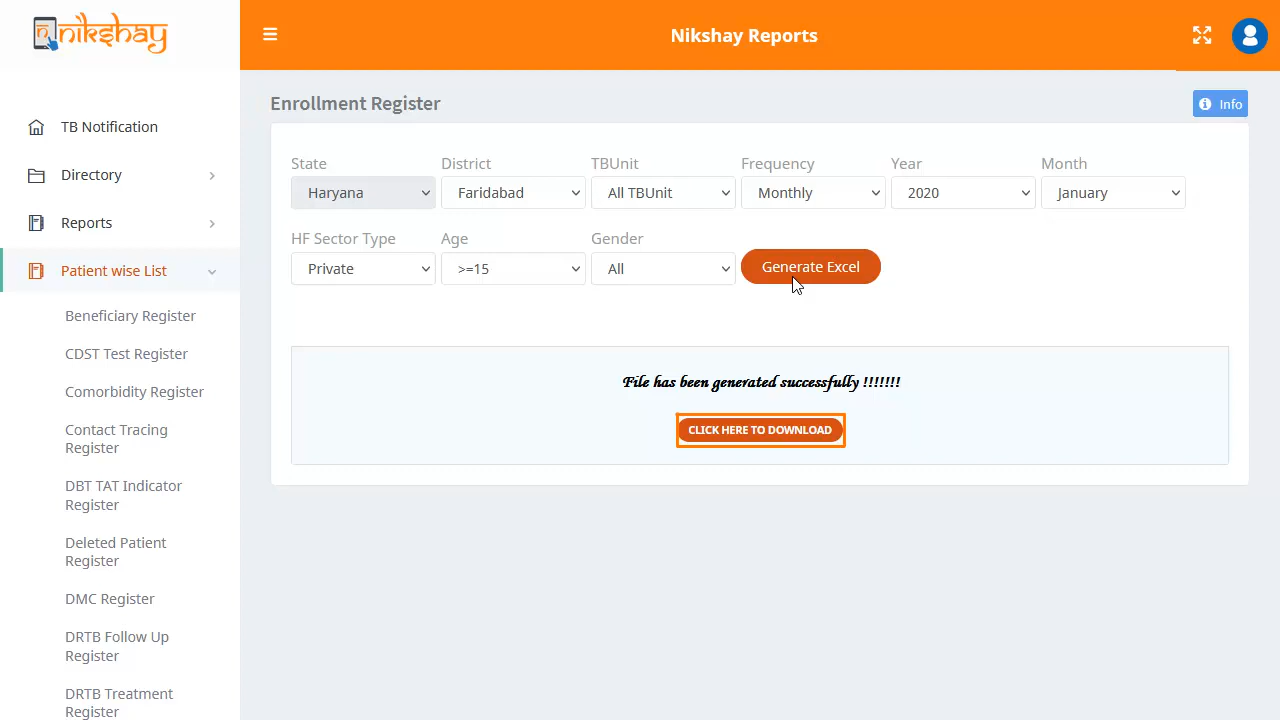 nikshay
Nikshay Reports
Enrollment Register
Info
TB Notification
Directory
Reports
Patient wise List
Beneficiary Register
CDST Test Register
Comorbidity Register
Contact Tracing
Register
DBT TAT Indicator
Register
Deleted Patient
Register
DMC Register
DRTB Follow Up
Register
DRTB Treatment
Register
State District TBUnit Frequency Year Month
Haryana Faridabad All TBUnit Monthly 2020 January
HF Sector Type Age Gender
Private >=15 All Generate Excel
File has been generated successfully !!!!!!!
CLICK HERE TO DOWNLOAD